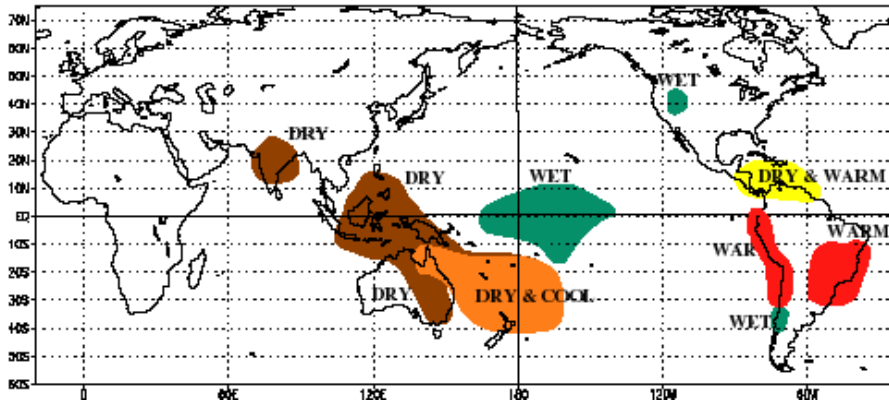 70N
60N
50N
40N
30N
20N
10N
EQ
10S
20S
30S
40S
50S
60S
WET
DRY
DRY
WET
DRY & WARM
WAR
WARM
DRY
DRY & COOL
WET
0
60E
120E
180
120W
60W